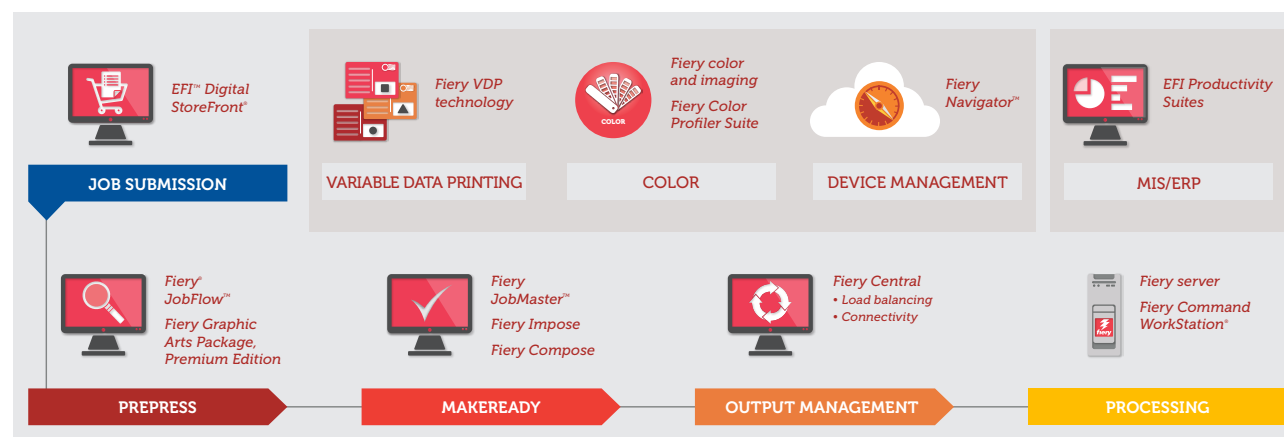 EFI™ Digital
StoreFront®
JOB SUBMISSION
Fiery VDP
technology
VARIABLE DATA PRINTING
COLOR
Fiery color
and imaging
Fiery Color
Profiler Suite
COLOR
Fiery
Navigator™
DEVICE MANAGEMENT
EFI Productivity
Suites
MIS/ERP
Fiery®
JobFlow™
Fiery Graphic
Arts Package,
Premium Edition
PREPRESS
Fiery
JobMaster™
Fiery Impose
Fiery Compose
MAKEREADY
Fiery Central
• Load balancing
• Connectivity
OUTPUT MANAGEMENT
fiery
Fiery server
Fiery Command
WorkStation®
PROCESSING